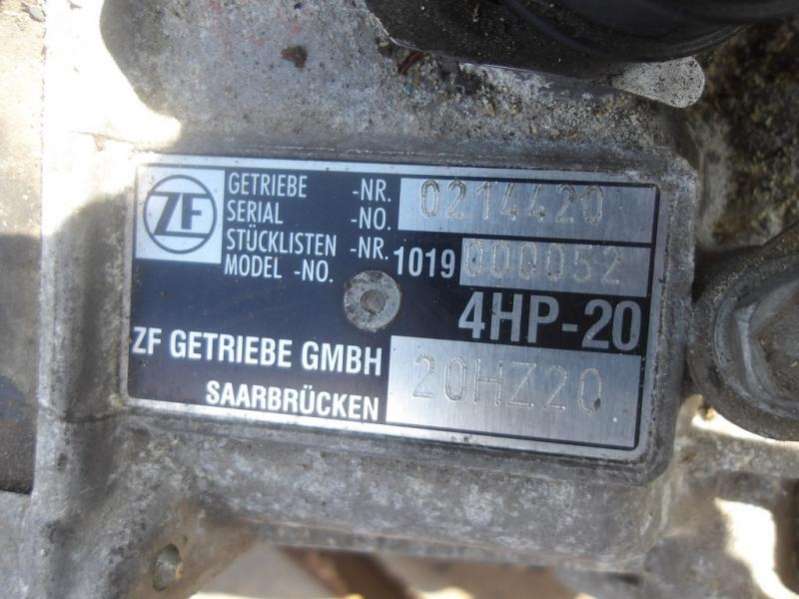 ZF
GETRIEBE -NR. 0214420
SERIAL -NO.
STÜCKLISTEN -NR. 1019 000052
MODEL -NO.
4HP-20
ZF GETRIEBE GMBH 20HZ20
SAARBRÜCKEN